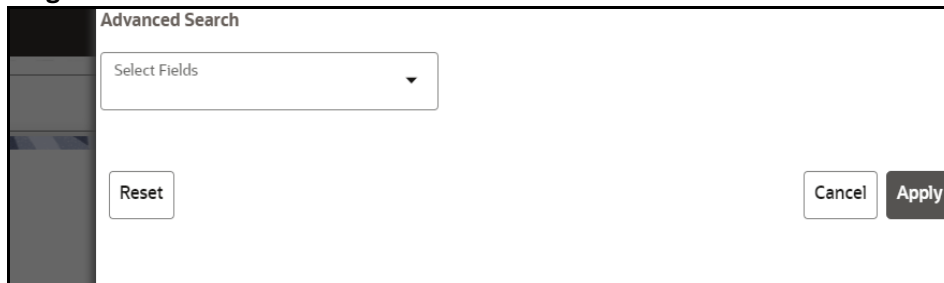 Advanced Search
Select Fields
Reset
Cancel
Apply